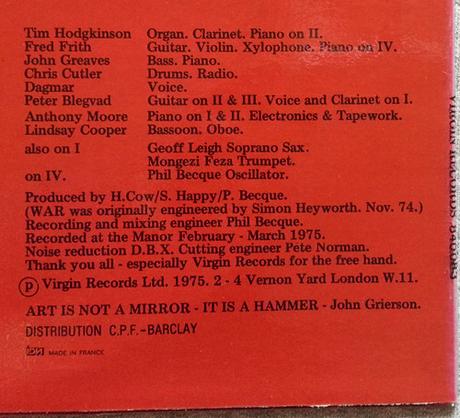 Tim Hodgkinson Organ. Clarinet. Piano on II.
Fred Frith Guitar. Violin. Xylophone. Piano on IV.
John Greaves Bass. Piano.
Chris Cutler Drums. Radio.
Dagmar Voice.
Peter Blegvad Guitar on II & III. Voice and Clarinet on I.
Anthony Moore Piano on I & II. Electronics & Tapework.
Lindsay Cooper Bassoon. Oboe.
also on I Geoff Leigh Soprano Sax.
Mongezi Feza Trumpet.
on IV. Phil Becque Oscillator.
Produced by H.Cow/S. Happy/P. Becque.
(WAR was originally engineered by Simon Heyworth. Nov. 74.)
Recording and mixing engineer Phil Becque.
Recorded at the Manor February - March 1975.
Noise reduction D.B.X. Cutting engineer Pete Norman.
Thank you all - especially Virgin Records for the free hand.
℗ Virgin Records Ltd. 1975. 2 - 4 Vernon Yard London W.11.
ART IS NOT A MIRROR - IT IS A HAMMER - John Grierson.
DISTRIBUTION C.P.F.-BARCLAY
MADE IN FRANCE
VIRGIN RECORDS